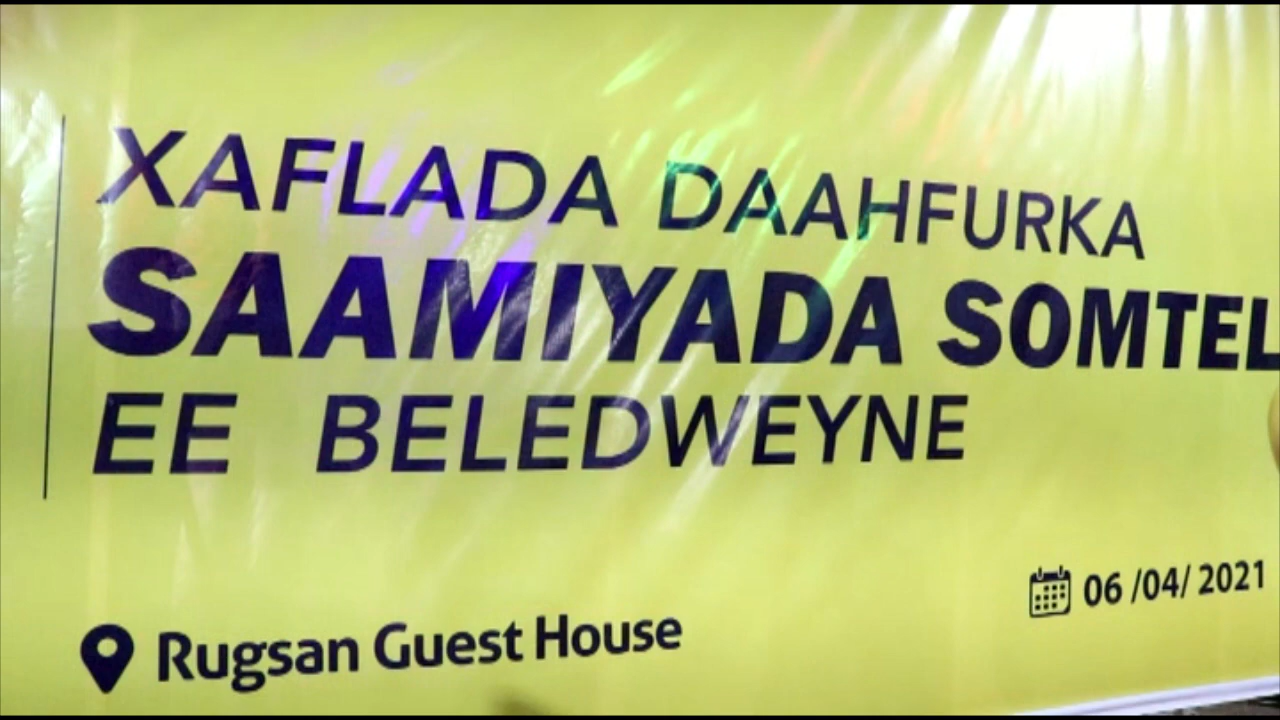 XAFLADA DAAHFURKA
SAAMIYADA SOMTEL
EE BELEDWEYNE
06 /04/ 2021
Rugsan Guest House